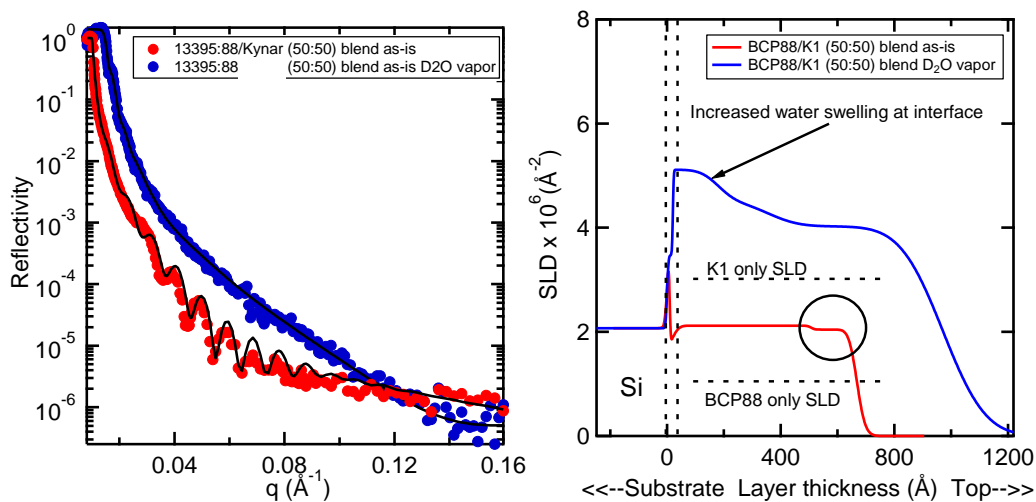 13395:88/Kynar (50:50) blend as-is
13395:88 (50:50) blend as-is D2O vapor
Reflectivity
10⁰
10⁻¹
10⁻²
10⁻³
10⁻⁴
10⁻⁵
10⁻⁶
0.04 0.08 0.12 0.16
q (Å⁻¹)
BCP88/K1 (50:50) blend as-is
BCP88/K1 (50:50) blend D₂O vapor
Increased water swelling at interface
K1 only SLD
BCP88 only SLD
Si
SLD x 10⁶(Å⁻²)
8
6
4
2
0
0 400 800 1200
<<--Substrate Layer thickness (Å) Top-->>